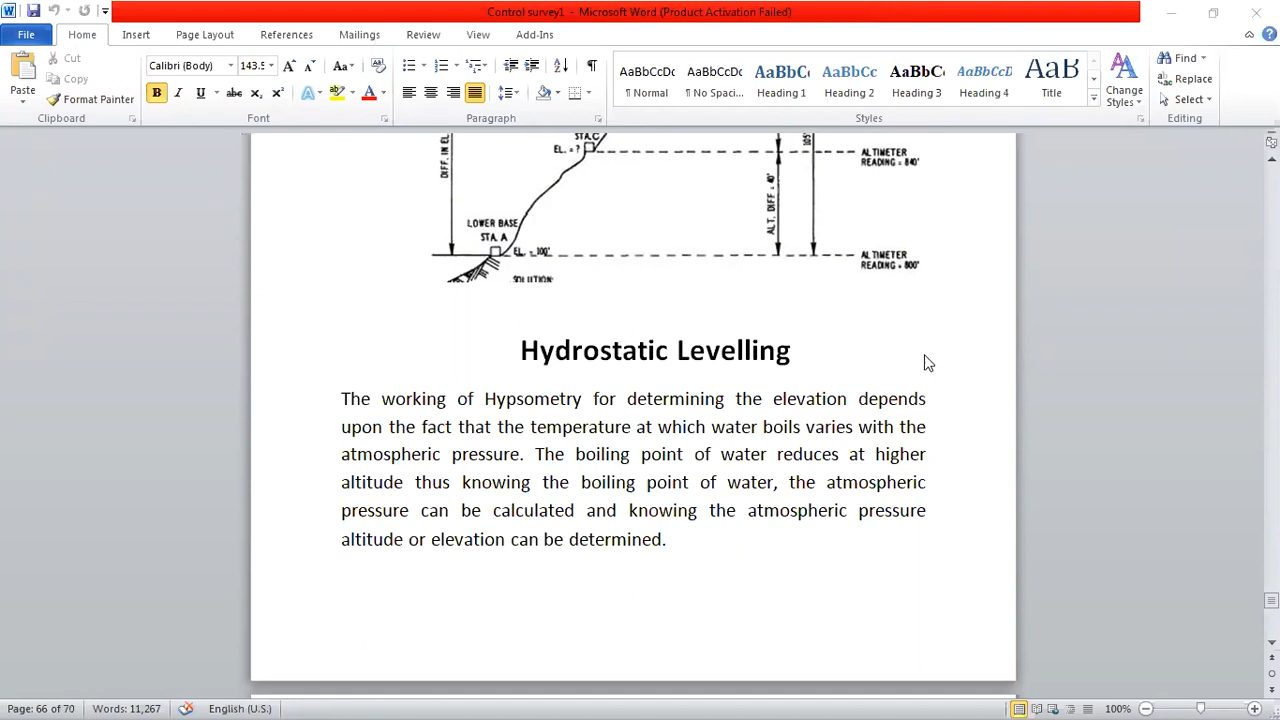 Control survey1 - Microsoft Word (Product Activation Failed)
File Home Insert Page Layout References Mailings Review View Add-Ins
Paste
Cut
Copy
Format Painter
Clipboard
Calibri (Body) 143.5
Font
Paragraph
AaBbCcDc AaBbCcDc AaBbC AaBbCc AaBbC AaBbCc AaB
¶ Normal ¶ No Spaci... Heading 1 Heading 2 Heading 3 Heading 4 Title
Change Styles
Styles
Find
Replace
Select
Editing
DIFF. IN EL.
STA.C
EL. = ?
ALTIMETER
READING = 840'
105'
ALT. DIFF = 40'
LOWER BASE
STA. A
EL. = 100'
ALTIMETER
READING = 800'
SOLUTION:
Hydrostatic Levelling
The working of Hypsometry for determining the elevation depends
upon the fact that the temperature at which water boils varies with the
atmospheric pressure. The boiling point of water reduces at higher
altitude thus knowing the boiling point of water, the atmospheric
pressure can be calculated and knowing the atmospheric pressure
altitude or elevation can be determined.
Page: 66 of 70 Words: 11,267 English (U.S.) 100%